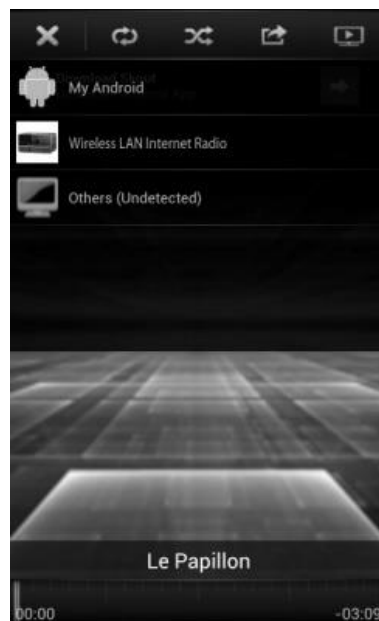 My Android
Wireless LAN Internet Radio
Others (Undetected)
Le Papillon
00:00
-03:09